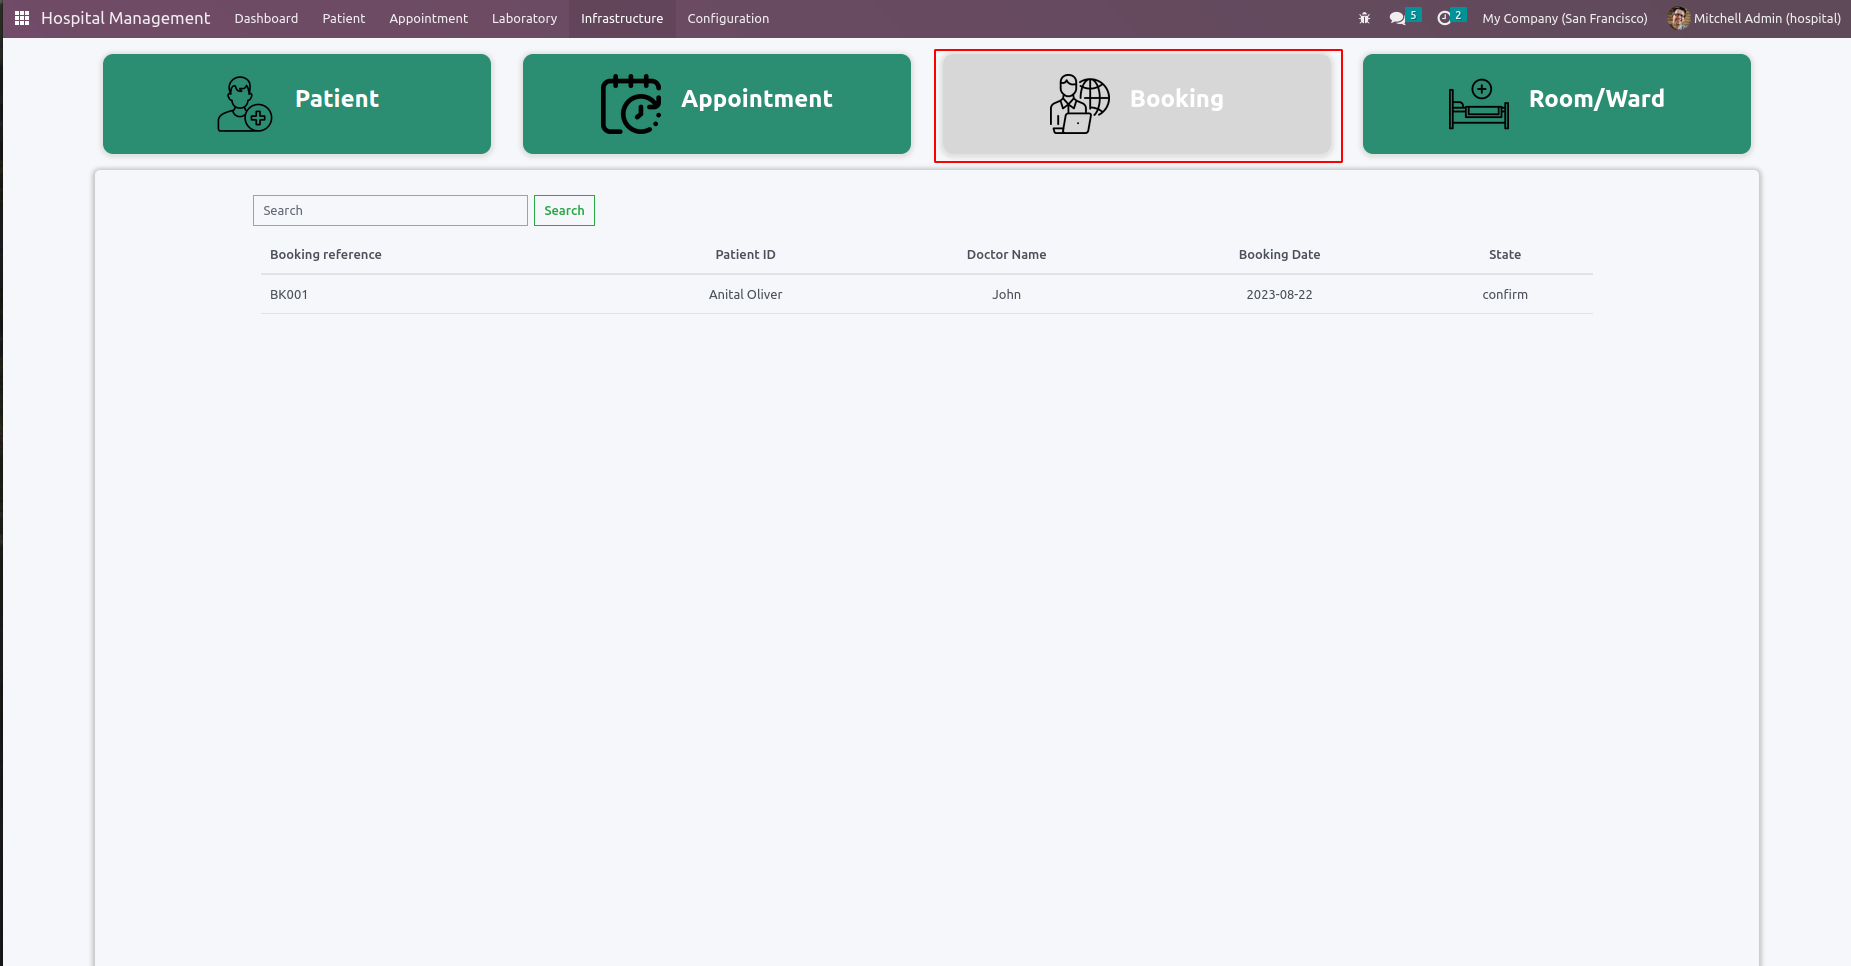 Hospital Management Dashboard Patient Appointment Laboratory Infrastructure Configuration 5 2 My Company (San Francisco) Mitchell Admin (hospital)
Patient Appointment Booking Room/Ward
Search Search
Booking reference Patient ID Doctor Name Booking Date State
BK001 Anital Oliver John 2023-08-22 confirm